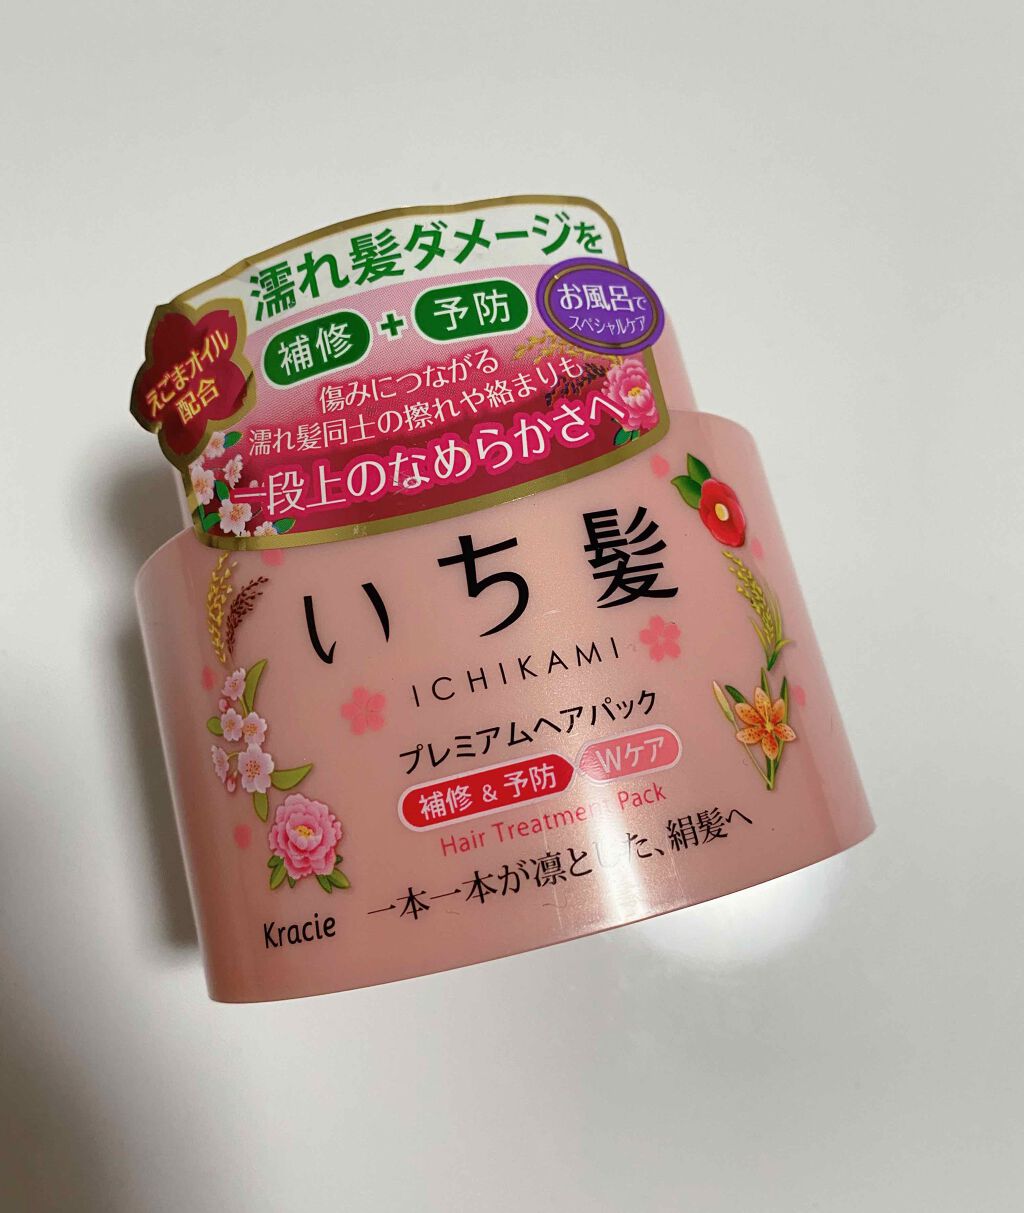 濡れ髪ダメージを
補修 + 予防
お風呂で
スペシャルケア
えごまオイル
配合
傷みにつながる
濡れ髪同士の擦れや絡まりも
一段上のなめらかさへ
いち髪
ICHIKAMI
プレミアムヘアパック
補修 & 予防 Wケア
Hair Treatment Pack
一本一本が凛とした、絹髪へ
Kracie